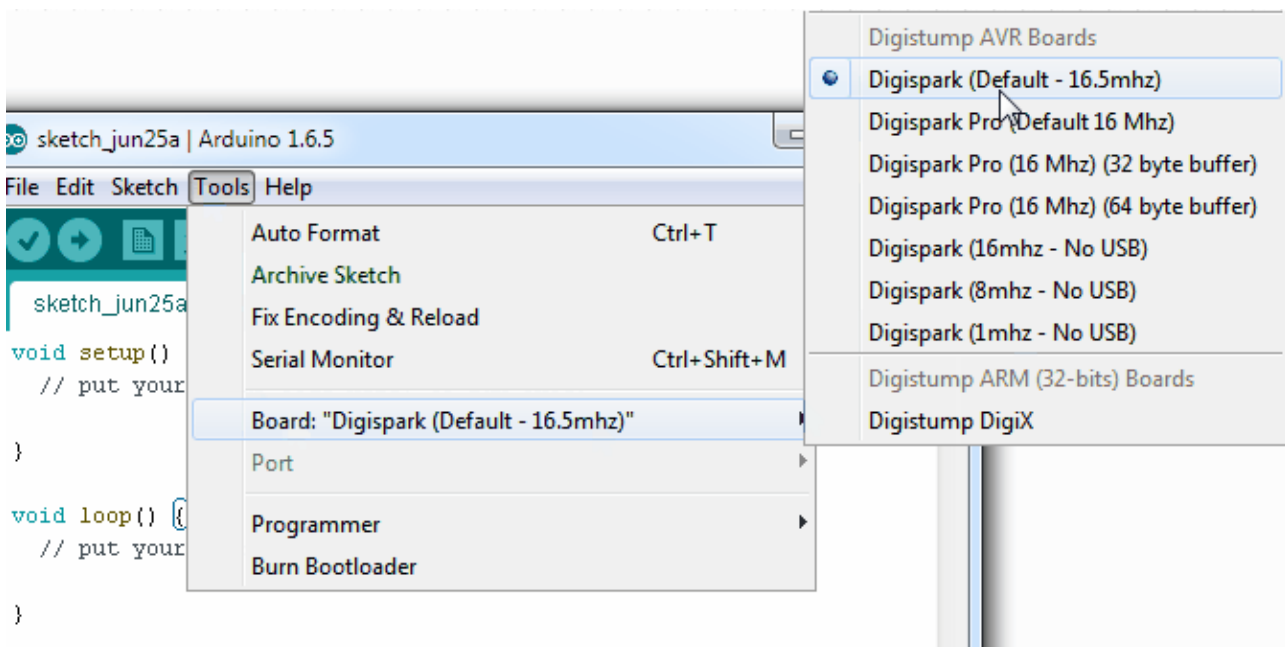 sketch_jun25a | Arduino 1.6.5
File Edit Sketch Tools Help
Auto Format Ctrl+T
Archive Sketch
Fix Encoding & Reload
Serial Monitor Ctrl+Shift+M
Board: "Digispark (Default - 16.5mhz)"
Port
Programmer
Burn Bootloader
Digistump AVR Boards
Digispark (Default - 16.5mhz)
Digispark Pro (Default 16 Mhz)
Digispark Pro (16 Mhz) (32 byte buffer)
Digispark Pro (16 Mhz) (64 byte buffer)
Digispark (16mhz - No USB)
Digispark (8mhz - No USB)
Digispark (1mhz - No USB)
Digistump ARM (32-bits) Boards
Digistump DigiX
sketch_jun25a
void setup()
// put your
}
void loop() {
// put your
}